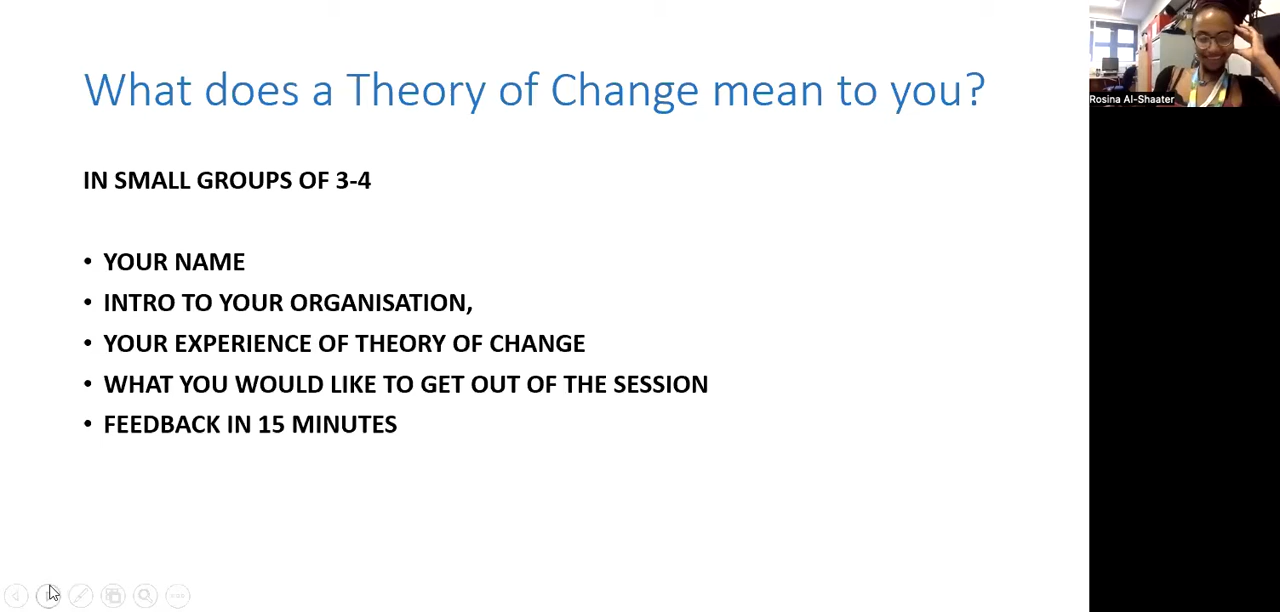 What does a Theory of Change mean to you?
IN SMALL GROUPS OF 3-4
• YOUR NAME
• INTRO TO YOUR ORGANISATION,
• YOUR EXPERIENCE OF THEORY OF CHANGE
• WHAT YOU WOULD LIKE TO GET OUT OF THE SESSION
• FEEDBACK IN 15 MINUTES
Rosina Al-Shaater